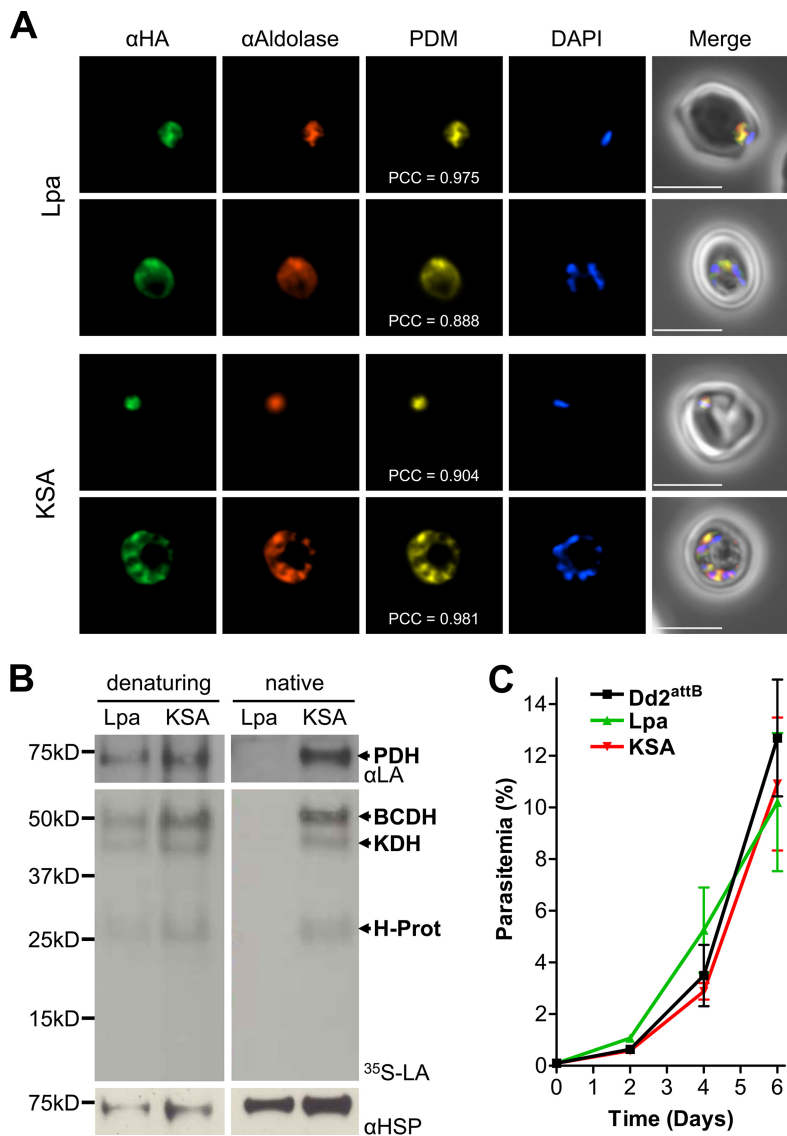 A
αHA αAldolase PDM DAPI Merge
Lpa
PCC = 0.975
PCC = 0.888
KSA
PCC = 0.904
PCC = 0.981
B
denaturing native
Lpa KSA Lpa KSA
75kD PDH
αLA
50kD BCDH
KDH
37kD
H-Prot
25kD
15kD
³⁵S-LA
75kD
αHSP
C
Dd2ᵃᵗᵗᴮ
Lpa
KSA
Parasitemia (%)
14
12
10
8
6
4
2
0
0 1 2 3 4 5 6
Time (Days)